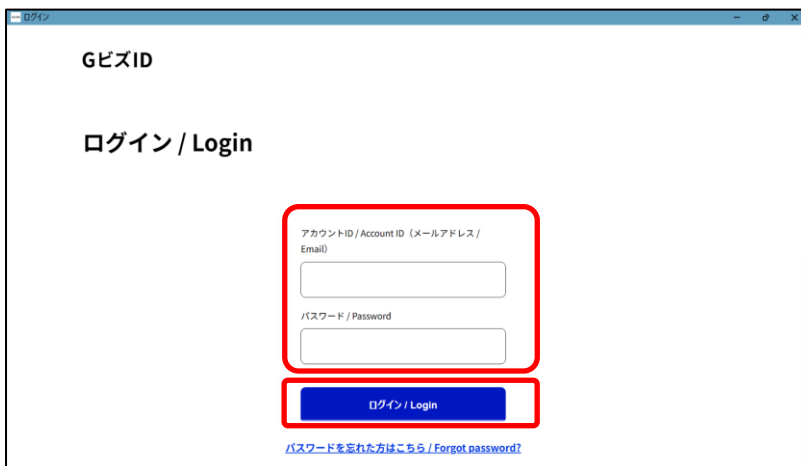 ログイン
GビズID
ログイン / Login
アカウントID / Account ID（メールアドレス /
Email）
パスワード / Password
ログイン / Login
パスワードを忘れた方はこちら / Forgot password?